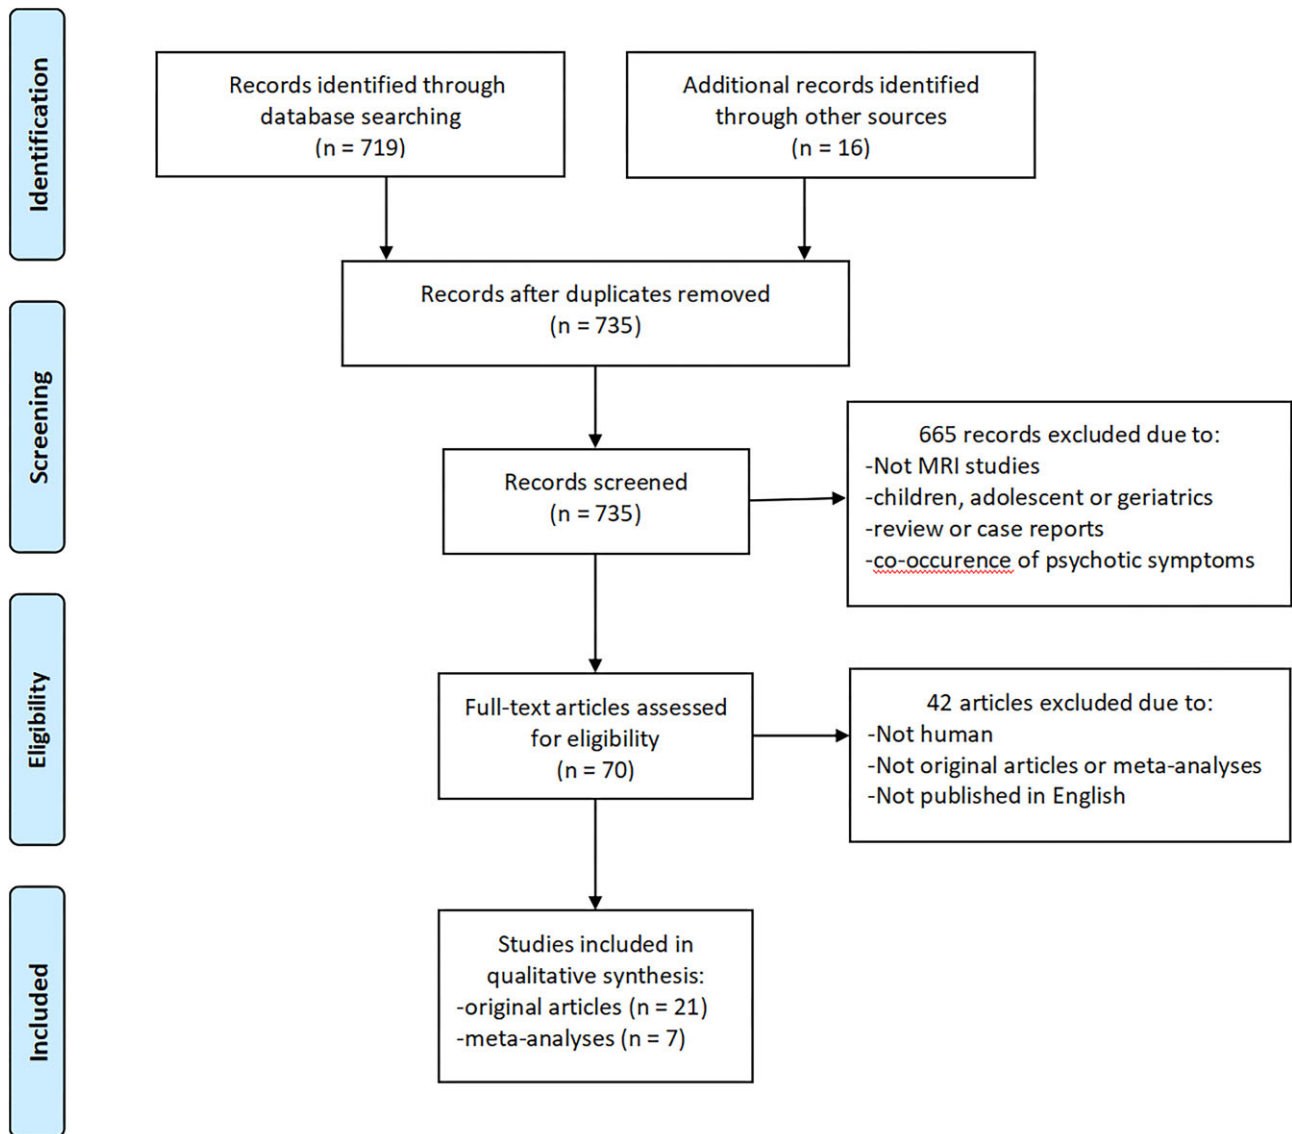 Identification
Records identified through
database searching
(n = 719)
Additional records identified
through other sources
(n = 16)
Records after duplicates removed
(n = 735)
Screening
Records screened
(n = 735)
665 records excluded due to:
-Not MRI studies
-children, adolescent or geriatrics
-review or case reports
-co-occurence of psychotic symptoms
Eligibility
Full-text articles assessed
for eligibility
(n = 70)
42 articles excluded due to:
-Not human
-Not original articles or meta-analyses
-Not published in English
Included
Studies included in
qualitative synthesis:
-original articles (n = 21)
-meta-analyses (n = 7)